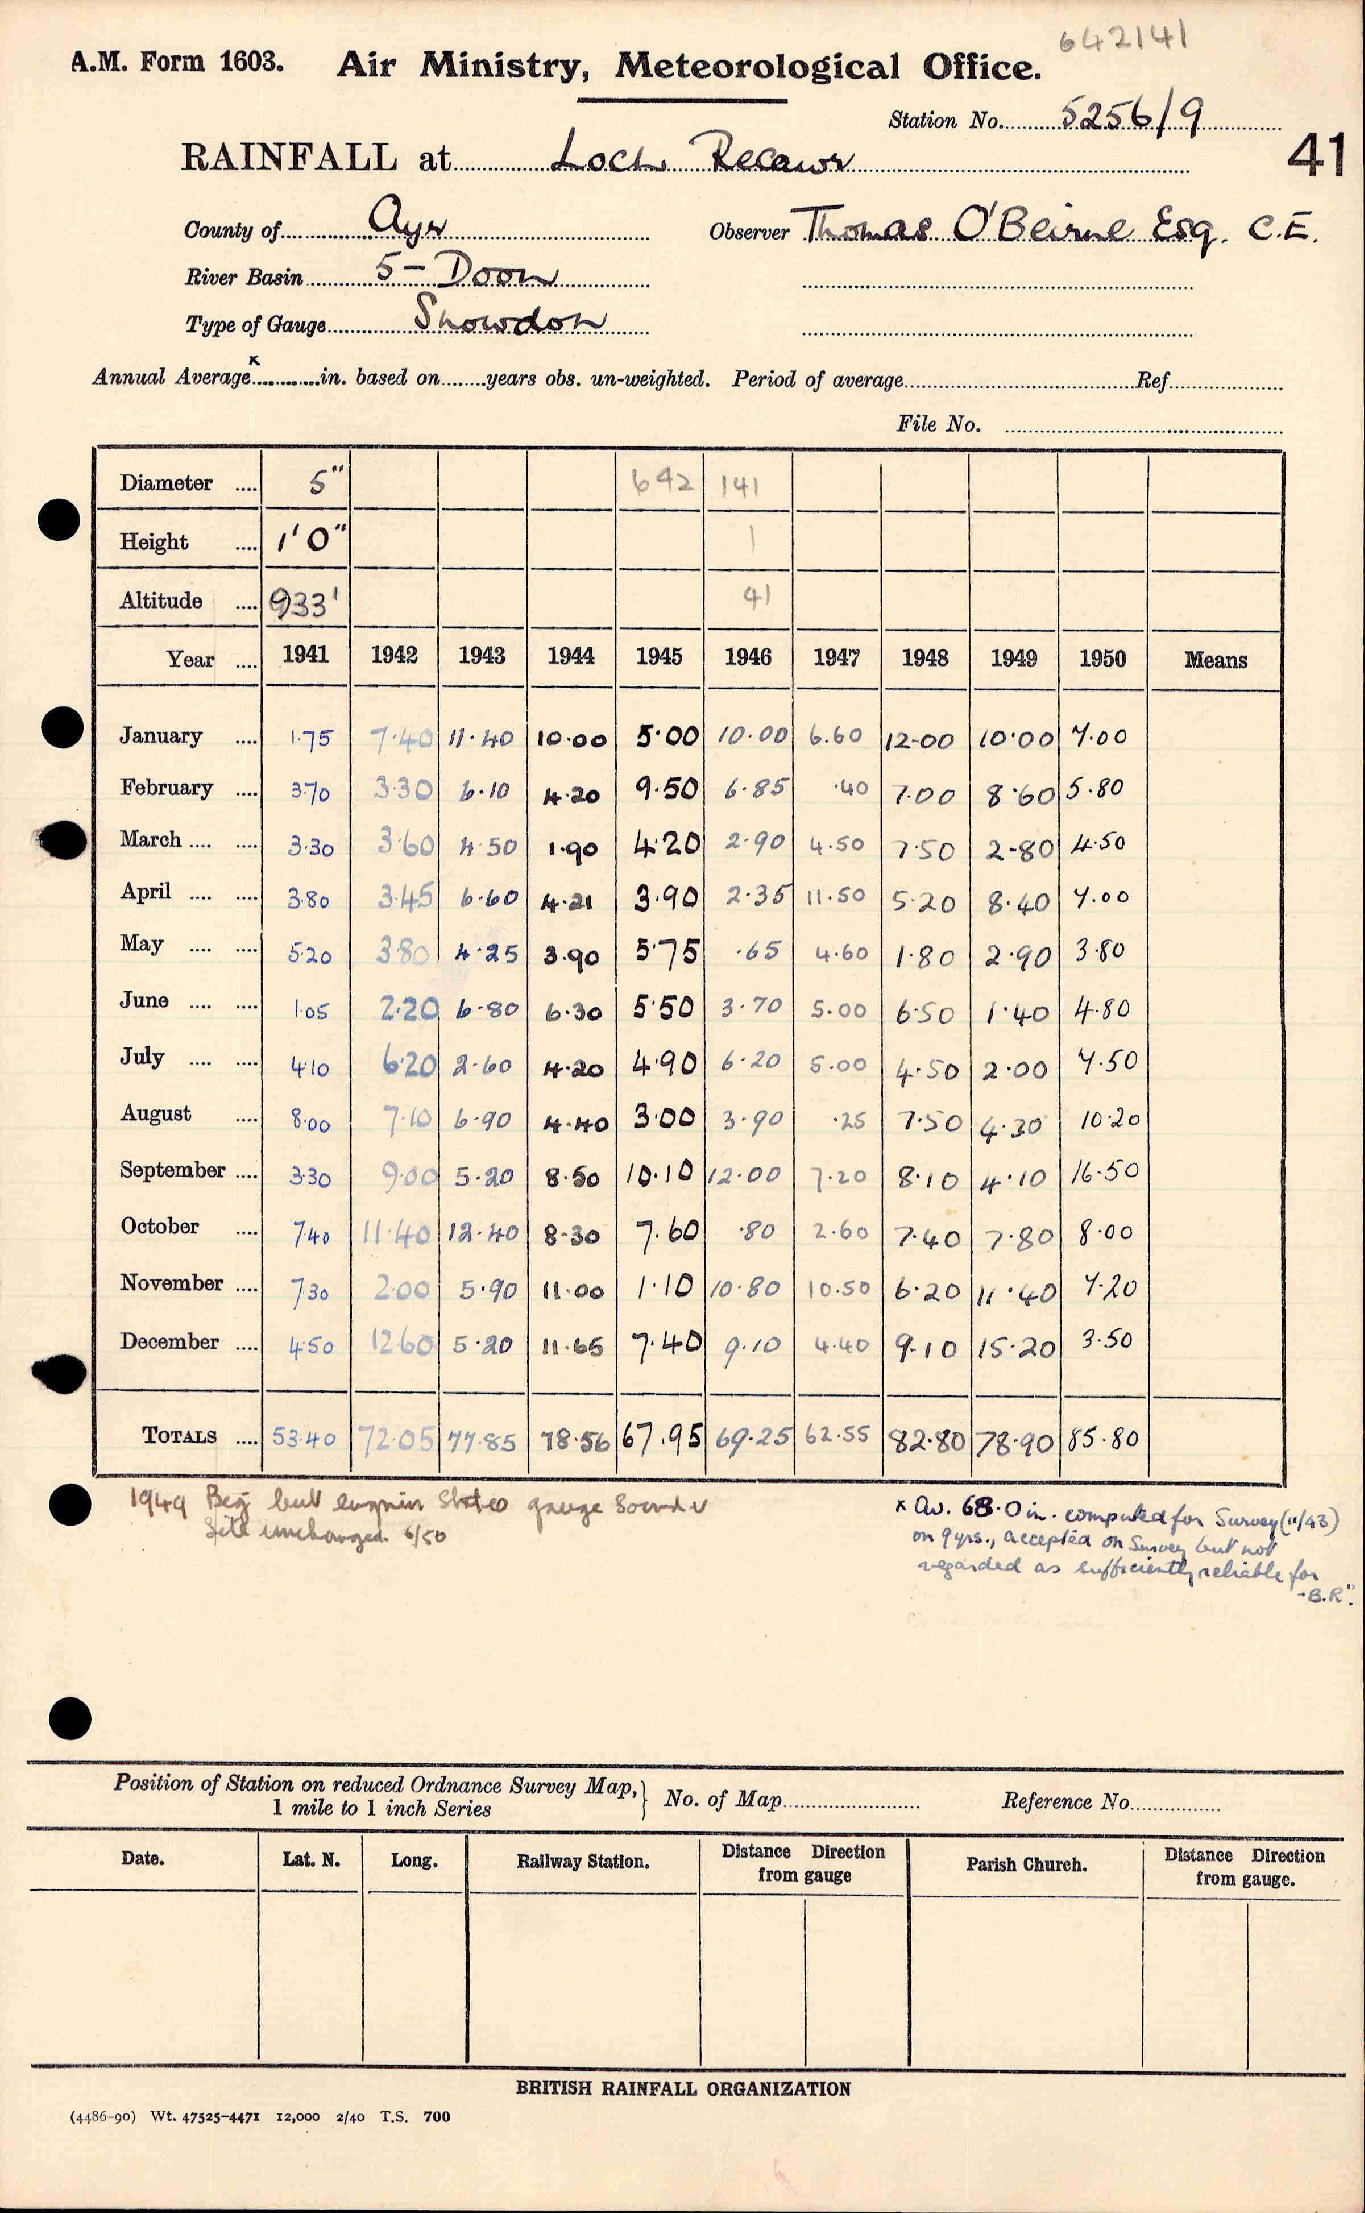 642141
A.M. Form 1603. Air Ministry, Meteorological Office.
Station No. 5256/9
41
RAINFALL at Loch Recawr
County of Ayr Observer Thomas O'Beirne Esq. C.E.
River Basin 5 - Doon
Type of Gauge Snowdon
Annual Average x in. based on years obs. un-weighted. Period of average Ref
File No.
Diameter 5" 642 141
Height 1'0" 1
Altitude 933' 41
Year 1941 1942 1943 1944 1945 1946 1947 1948 1949 1950 Means
January 1.75 7.40 11.40 10.00 5.00 10.00 6.60 12.00 10.00 7.00
February 3.70 3.30 6.10 4.20 9.50 6.85 .40 7.00 8.60 5.80
March 3.30 3.60 4.50 1.90 4.20 2.90 4.50 7.50 2.80 4.50
April 3.80 3.45 6.60 4.21 3.90 2.35 11.50 5.20 8.40 7.00
May 5.20 3.80 4.25 3.90 5.75 .65 4.60 1.80 2.90 3.80
June 1.05 2.20 6.80 6.30 5.50 3.70 5.00 6.50 1.40 4.80
July 4.10 6.20 2.60 4.20 4.90 6.20 5.00 4.50 2.00 7.50
August 8.00 7.10 6.90 4.40 3.00 3.90 .25 7.50 4.30 10.20
September 3.30 9.00 5.20 8.50 10.10 12.00 7.20 8.10 4.10 16.50
October 7.40 11.40 12.40 8.30 7.60 .80 2.60 7.40 7.80 8.00
November 7.30 2.00 5.90 11.00 1.10 10.80 10.50 6.20 11.40 7.20
December 4.50 12.60 5.20 11.65 7.40 9.10 4.40 9.10 15.20 3.50
TOTALS 53.40 72.05 77.85 78.56 67.95 69.25 62.55 82.80 78.90 85.80
1949 Beg but states gauge sound &
Site unchanged 6/50
x Av. 68.0 in. computed for Survey (11/43)
on 9 yrs., accepted on Survey but not
regarded as sufficiently reliable for
"B.R".
Position of Station on reduced Ordnance Survey Map, } No. of Map Reference No.
1 mile to 1 inch Series
Date. Lat. N. Long. Railway Station. Distance Direction from gauge Parish Church. Distance Direction from gauge.
BRITISH RAINFALL ORGANIZATION
(4486-90) Wt. 47525-4471 12,000 2/40 T.S. 700